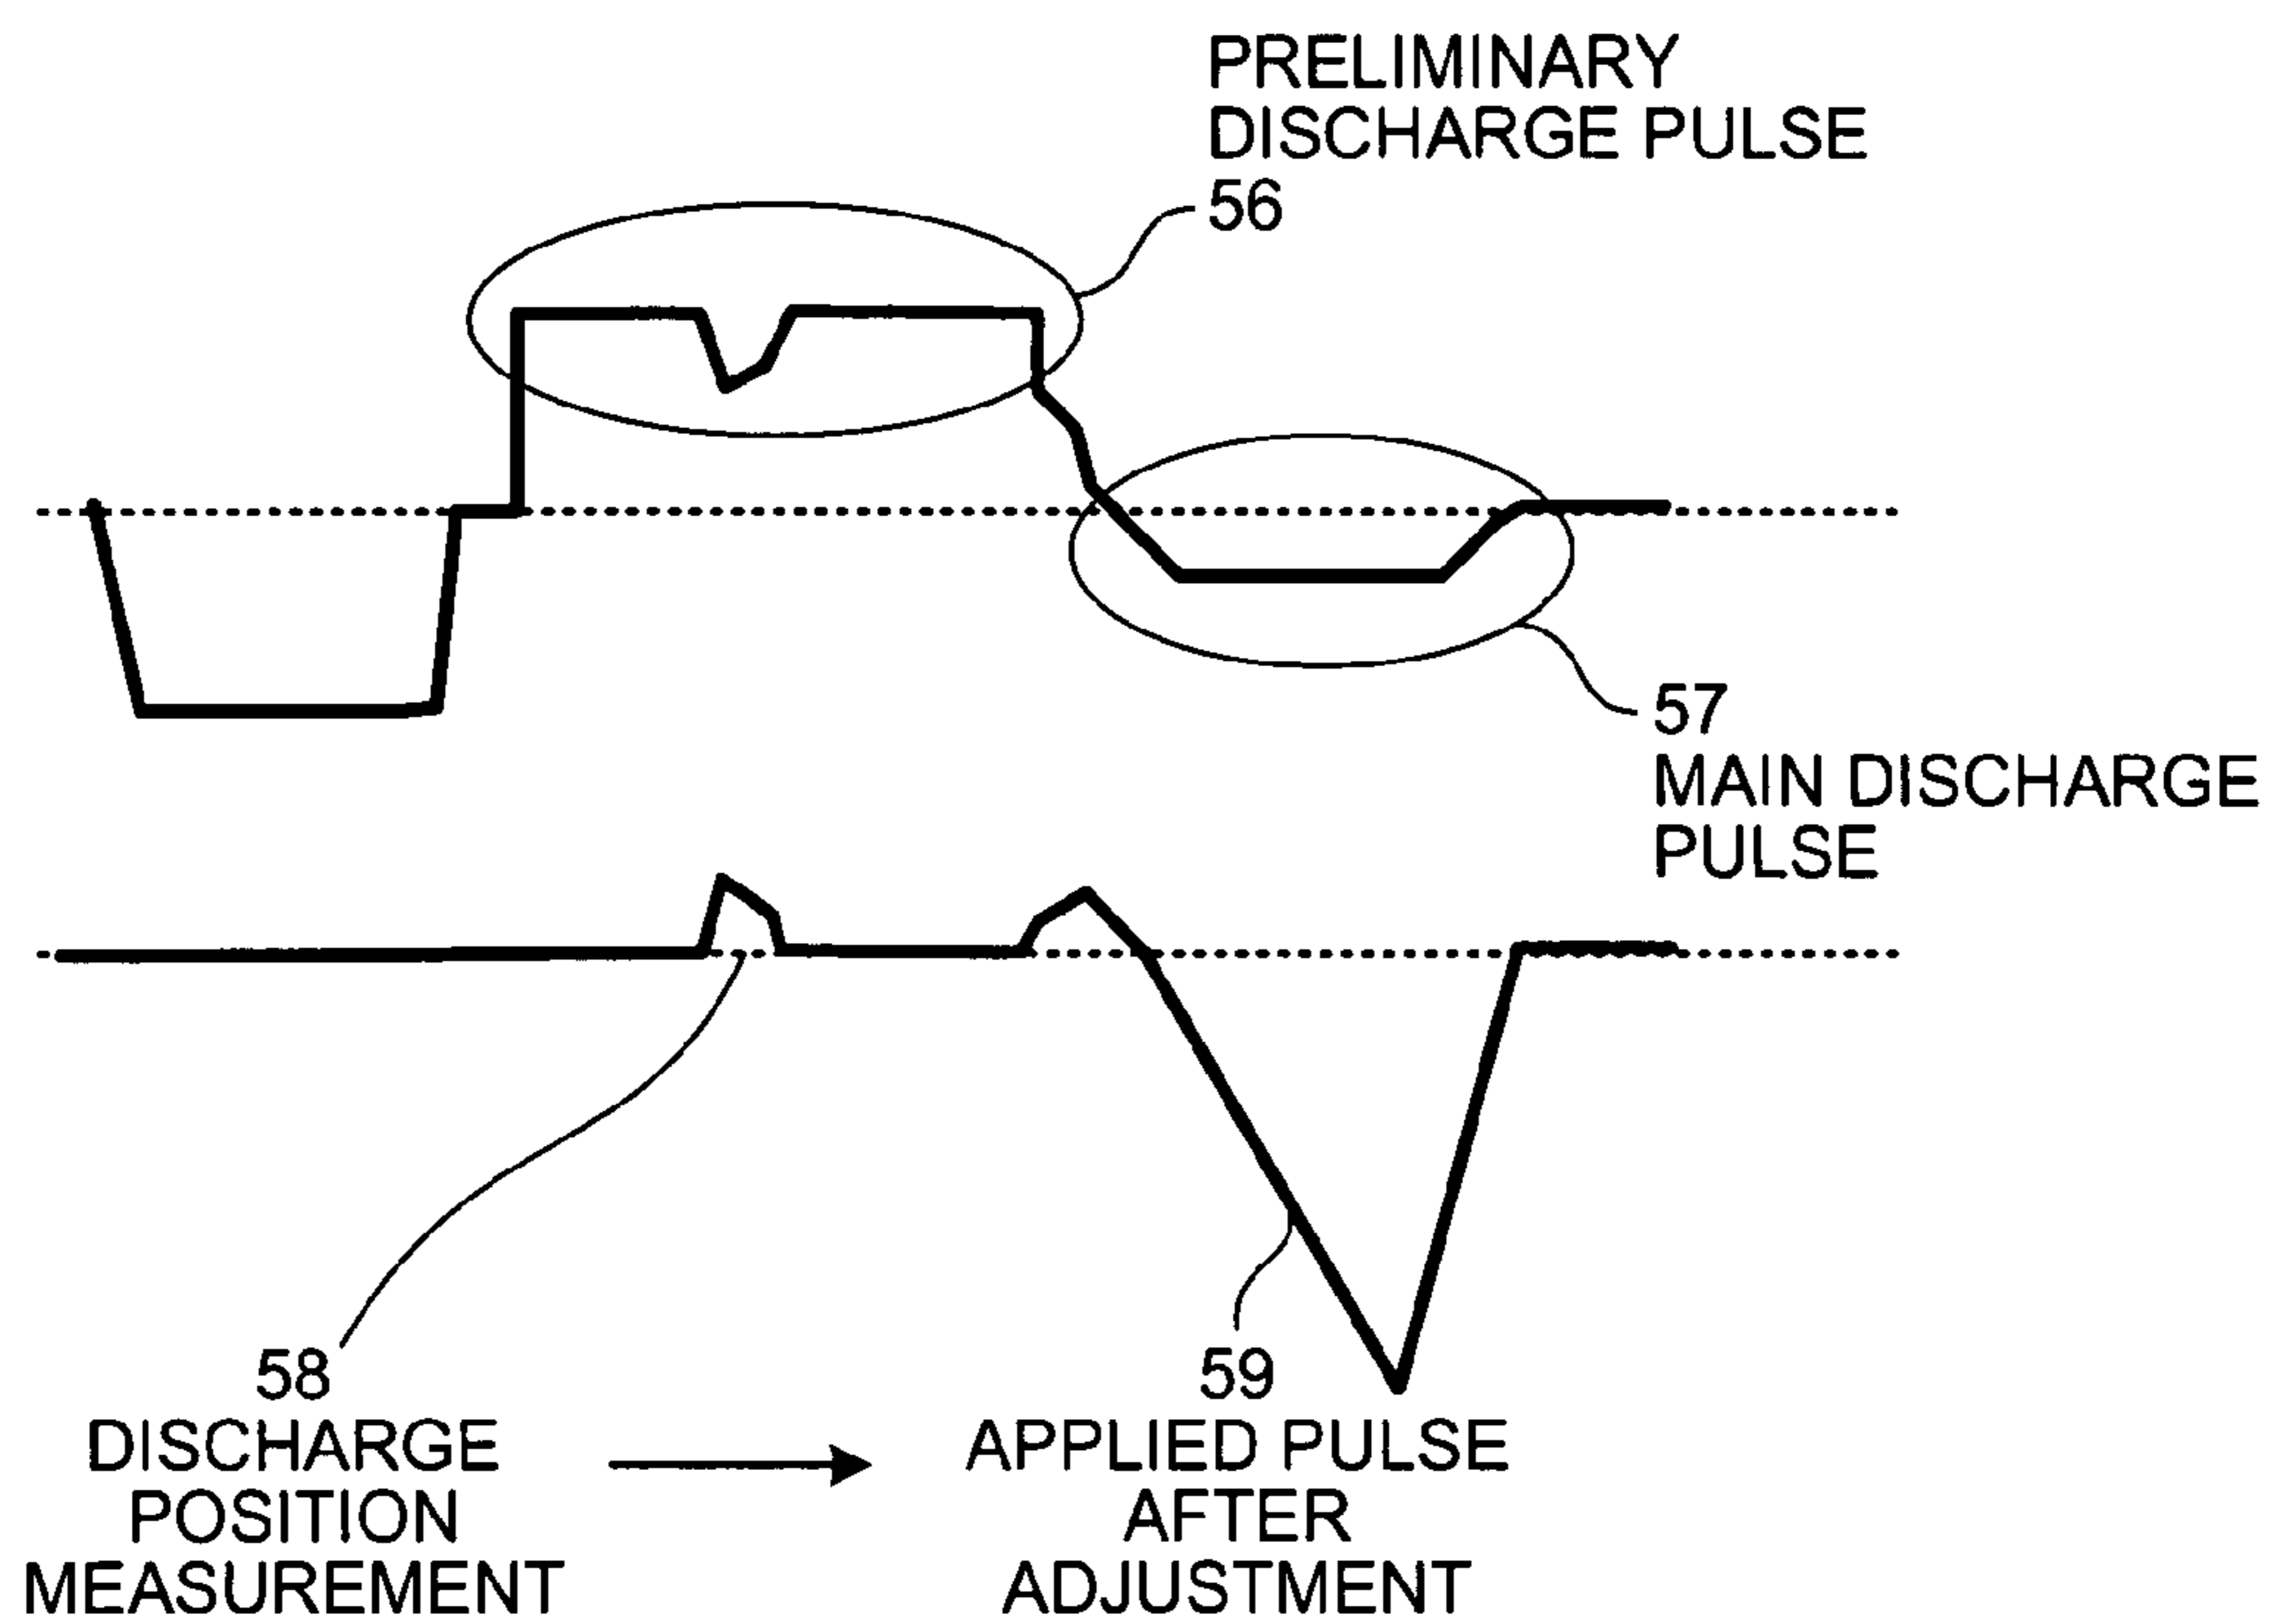 PRELIMINARY
DISCHARGE PULSE
56
57
MAIN DISCHARGE
PULSE
58
DISCHARGE
POSITION
MEASUREMENT
59
APPLIED PULSE
AFTER
ADJUSTMENT